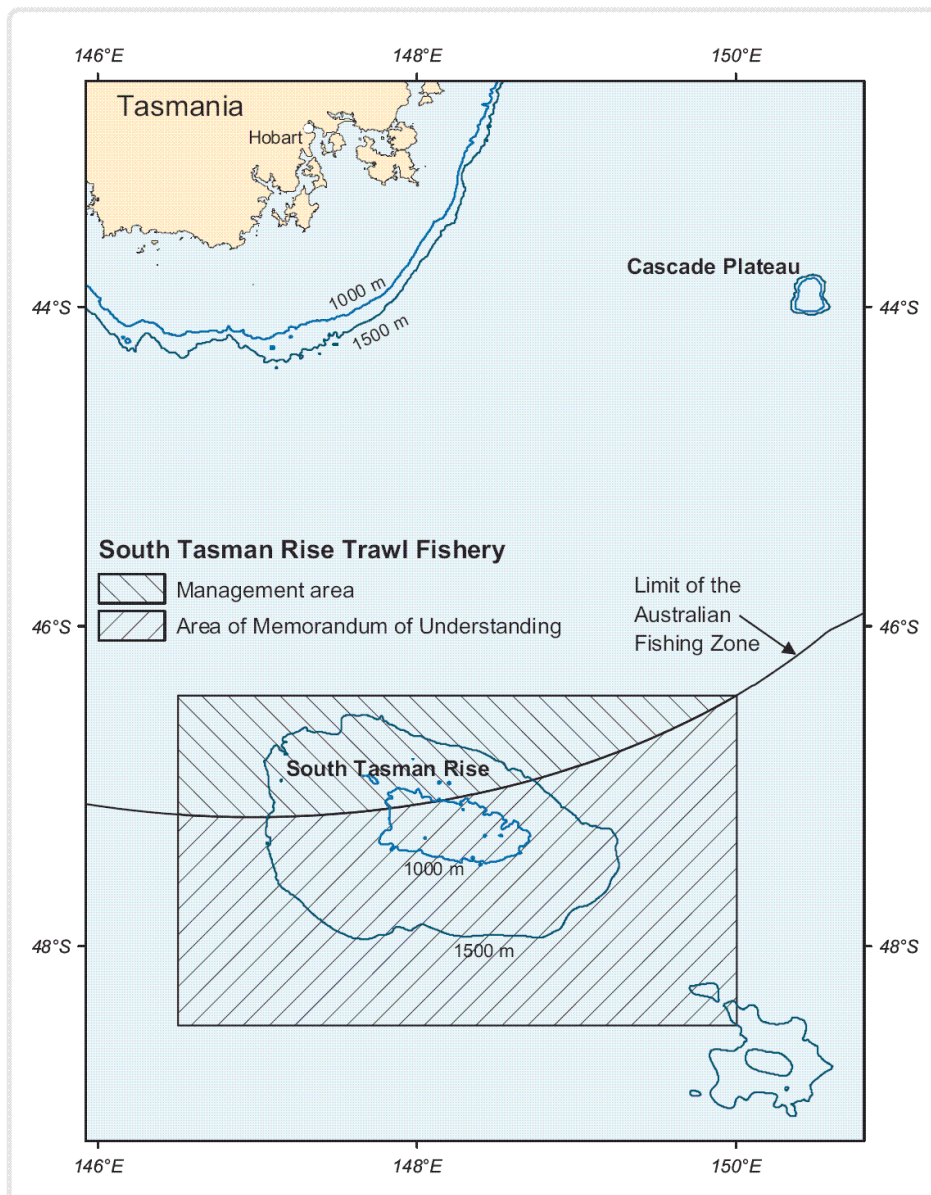 146°E
148°E
150°E
Tasmania
Hobart
Cascade Plateau
1000 m
44°S
44°S
1500 m
South Tasman Rise Trawl Fishery
Management area
Limit of the
Australian
Fishing Zone
46°S
Area of Memorandum of Understanding
46°S
South Tasman Rise
1000 m
48°S
1500 m
48°S
146°E
148°E
150°E